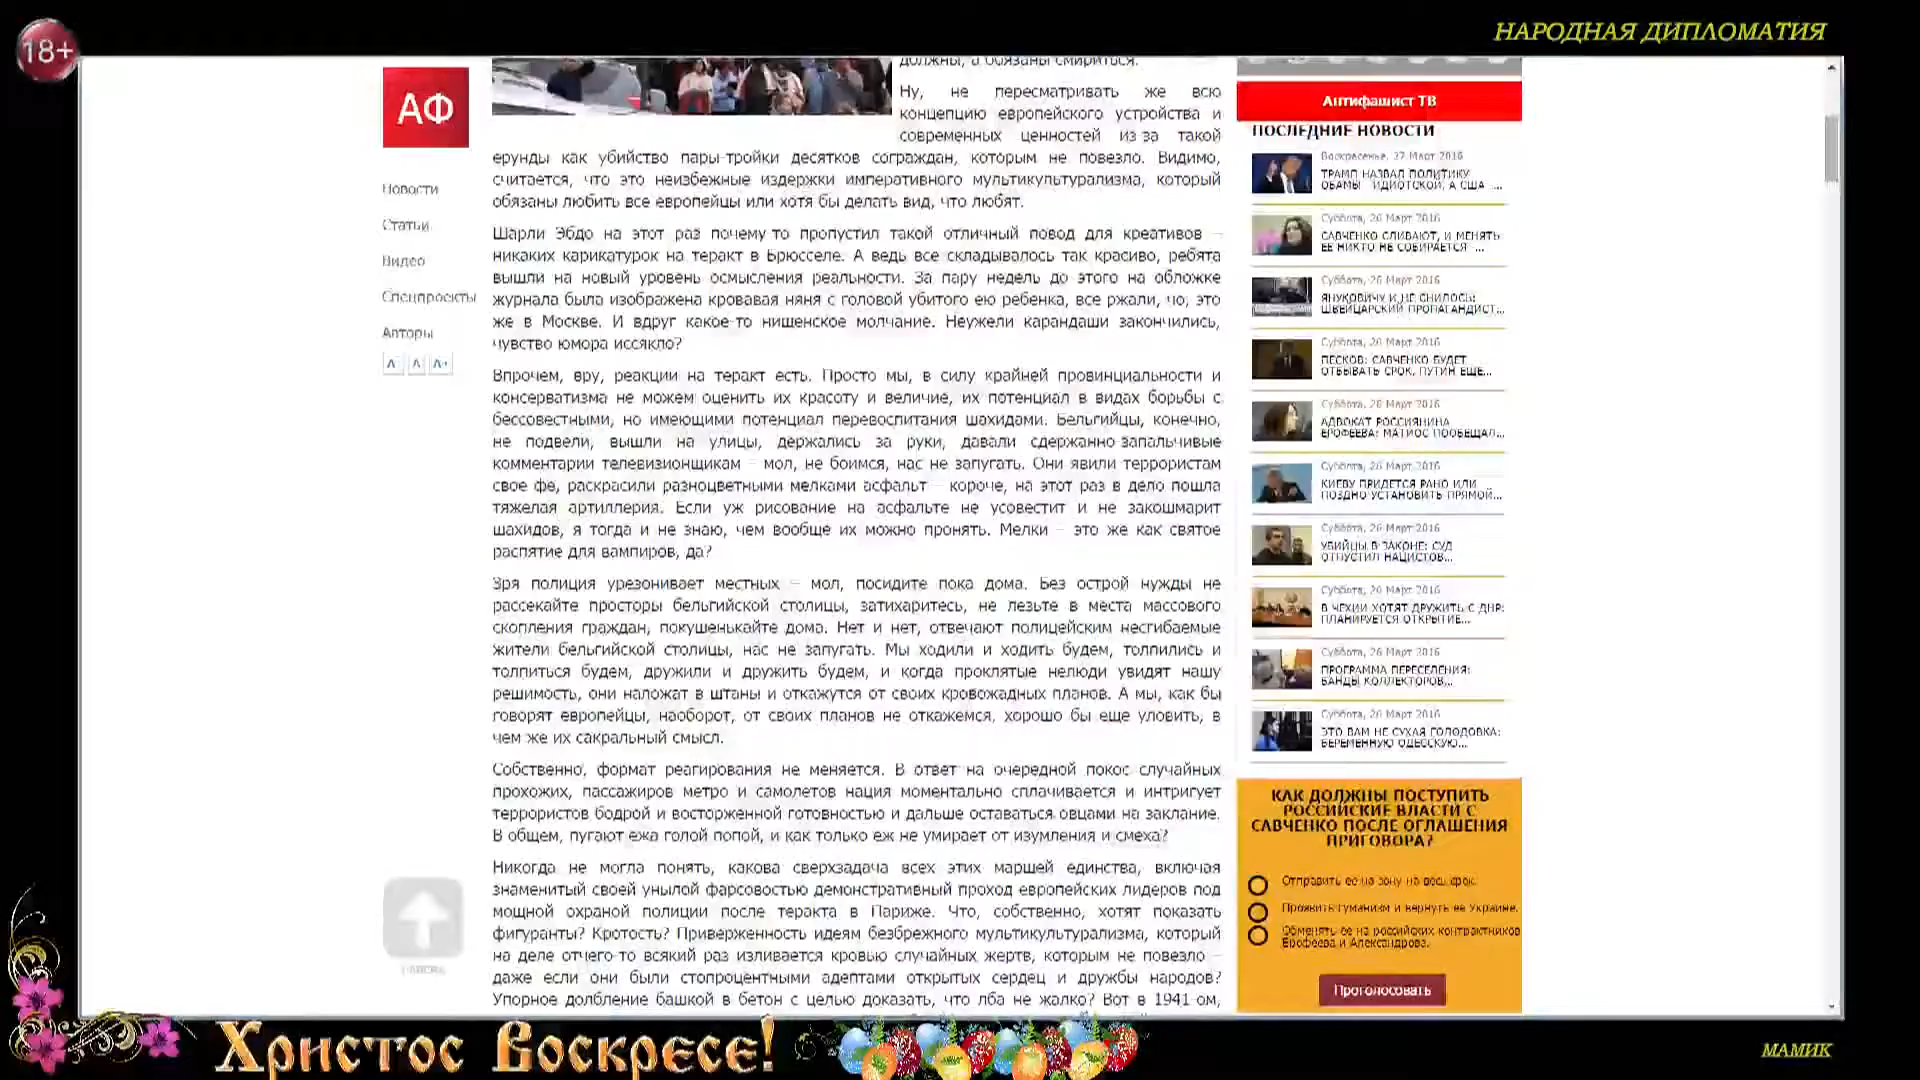 18+
НАРОДНАЯ ДИПЛОМАТИЯ
АФ
Новости
Статьи
Видео
Спецпроекты
Авторы
А
А
А+
должны, а обязаны смириться.
Ну, не пересматривать же всю
концепцию европейского устройства и
современных ценностей из-за такой
ерунды как убийство пары-тройки десятков сограждан, которым не повезло. Видимо,
считается, что это неизбежные издержки императивного мультикультурализма, который
обязаны любить все европейцы или хотя бы делать вид, что любят.
Шарли Эбдо на этот раз почему-то пропустил такой отличный повод для креативов –
никаких карикатурок на теракт в Брюсселе. А ведь все складывалось так красиво, ребята
вышли на новый уровень осмысления реальности. За пару недель до этого на обложке
журнала была изображена кровавая няня с головой убитого ею ребенка, все ржали, чо, это
же в Москве. И вдруг какое-то нищенское молчание. Неужели карандаши закончились,
чувство юмора иссякло?
Впрочем, вру, реакции на теракт есть. Просто мы, в силу крайней провинциальности и
консерватизма не можем оценить их красоту и величие, их потенциал в видах борьбы с
бессовестными, но имеющими потенциал перевоспитания шахидами. Бельгийцы, конечно,
не подвели, вышли на улицы, держались за руки, давали сдержанно-запальчивые
комментарии телевизионщикам – мол, не боимся, нас не запугать. Они явили террористам
свое фе, раскрасили разноцветными мелками асфальт – короче, на этот раз в дело пошла
тяжелая артиллерия. Если уж рисование на асфальте не усовестит и не закошмарит
шахидов, я тогда и не знаю, чем вообще их можно пронять. Мелки – это же как святое
распятие для вампиров, да?
Зря полиция урезонивает местных – мол, посидите пока дома. Без острой нужды не
рассекайте просторы бельгийской столицы, затихаритесь, не лезьте в места массового
скопления граждан, покушенькайте дома. Нет и нет, отвечают полицейским несгибаемые
жители бельгийской столицы, нас не запугать. Мы ходили и ходить будем, толпились и
толпиться будем, дружили и дружить будем, и когда проклятые нелюди увидят нашу
решимость, они наложат в штаны и откажутся от своих кровожадных планов. А мы, как бы
говорят европейцы, наоборот, от своих планов не откажемся, хорошо бы еще уловить, в
чем же их сакральный смысл.
Собственно, формат реагирования не меняется. В ответ на очередной покос случайных
прохожих, пассажиров метро и самолетов нация моментально сплачивается и интригует
террористов бодрой и восторженной готовностью и дальше оставаться овцами на заклание.
В общем, пугают ежа голой попой, и как только еж не умирает от изумления и смеха?
Никогда не могла понять, какова сверхзадача всех этих маршей единства, включая
знаменитый своей унылой фарсовостью демонстративный проход европейских лидеров под
мощной охраной полиции после теракта в Париже. Что, собственно, хотят показать
фигуранты? Кротость? Приверженность идеям безбрежного мультикультурализма, который
на деле отчего-то всякий раз изливается кровью случайных жертв, которым не повезло –
даже если они были стопроцентными адептами открытых сердец и дружбы народов?
Упорное долбление башкой в бетон с целью доказать, что лба не жалко? Вот в 1941-ом,
Антифашист ТВ
ПОСЛЕДНИЕ НОВОСТИ
Воскресенье, 27 Март 2016
ТРАМП НАЗВАЛ ПОЛИТИКУ
ОБАМЫ ИДИОТСКОЙ, А США ...
Суббота, 26 Март 2016
САВЧЕНКО СЛИВАЮТ, И МЕНЯТЬ
ЕЕ НИКТО НЕ СОБИРАЕТСЯ ...
Суббота, 26 Март 2016
ЯНУКОВИЧУ И НЕ СНИЛОСЬ:
ШВЕЙЦАРСКИЙ ПРОПАГАНДИСТ...
Суббота, 26 Март 2016
ПЕСКОВ: САВЧЕНКО БУДЕТ
ОТБЫВАТЬ СРОК, ПУТИН ЕЩЕ...
Суббота, 26 Март 2016
АДВОКАТ РОССИЯНИНА
ЕРОФЕЕВА: МАТИОС ПООБЕЩАЛ...
Суббота, 26 Март 2016
КИЕВУ ПРИДЕТСЯ РАНО ИЛИ
ПОЗДНО УСТАНОВИТЬ ПРЯМОЙ...
Суббота, 26 Март 2016
УБИЙЦЫ В ЗАКОНЕ: СУД
ОТПУСТИЛ НАЦИСТОВ...
Суббота, 26 Март 2016
В ЧЕХИИ ХОТЯТ ДРУЖИТЬ С ДНР:
ПЛАНИРУЕТСЯ ОТКРЫТИЕ...
Суббота, 26 Март 2016
ПРОГРАММА ПЕРЕСЕЛЕНИЯ:
БАНДЫ КОЛЛЕКТОРОВ...
Суббота, 26 Март 2016
ЭТО ВАМ НЕ СУХАЯ ГОЛОДОВКА:
БЕРЕМЕННУЮ ОДЕССКУЮ...
КАК ДОЛЖНЫ ПОСТУПИТЬ
РОССИЙСКИЕ ВЛАСТИ С
САВЧЕНКО ПОСЛЕ ОГЛАШЕНИЯ
ПРИГОВОРА?
Отправить ее на зону на весь срок.
Проявить гуманизм и вернуть ее Украине.
Обменять ее на российских контрактников
Ерофеева и Александрова.
Проголосовать
Христос Воскресе!
МАМИК